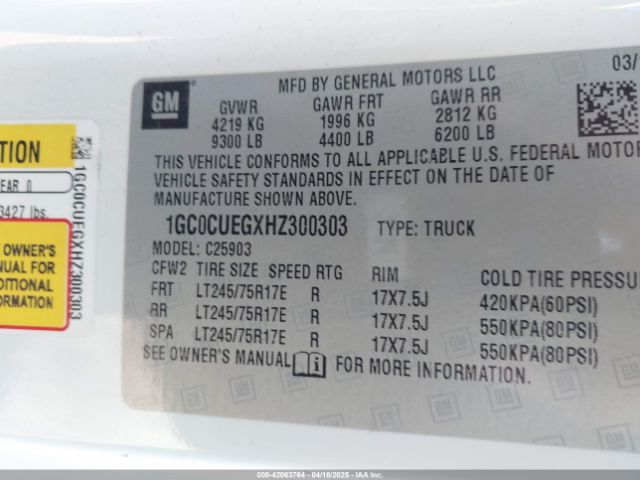 GM
MFD BY GENERAL MOTORS LLC
03/
GVWR GAWR FRT GAWR RR
4219 KG 1996 KG 2812 KG
9300 LB 4400 LB 6200 LB
THIS VEHICLE CONFORMS TO ALL APPLICABLE U.S. FEDERAL MOTOR
VEHICLE SAFETY STANDARDS IN EFFECT ON THE DATE OF
MANUFACTURE SHOWN ABOVE.
1GC0CUEGXHZ300303 TYPE: TRUCK
MODEL: C25903
CFW2 TIRE SIZE SPEED RTG RIM COLD TIRE PRESSUR
FRT LT245/75R17E R 17X7.5J 420KPA(60PSI)
RR LT245/75R17E R 17X7.5J 550KPA(80PSI)
SPA LT245/75R17E R 17X7.5J 550KPA(80PSI)
SEE OWNER'S MANUAL FOR MORE INFORMATION.
TION
EAR 0
3427 lbs.
E OWNER'S
NUAL FOR
DITIONAL
ORMATION
1GC0CUEGXHZ300303
000-42063764 - 04/18/2025 - IAA, Inc.